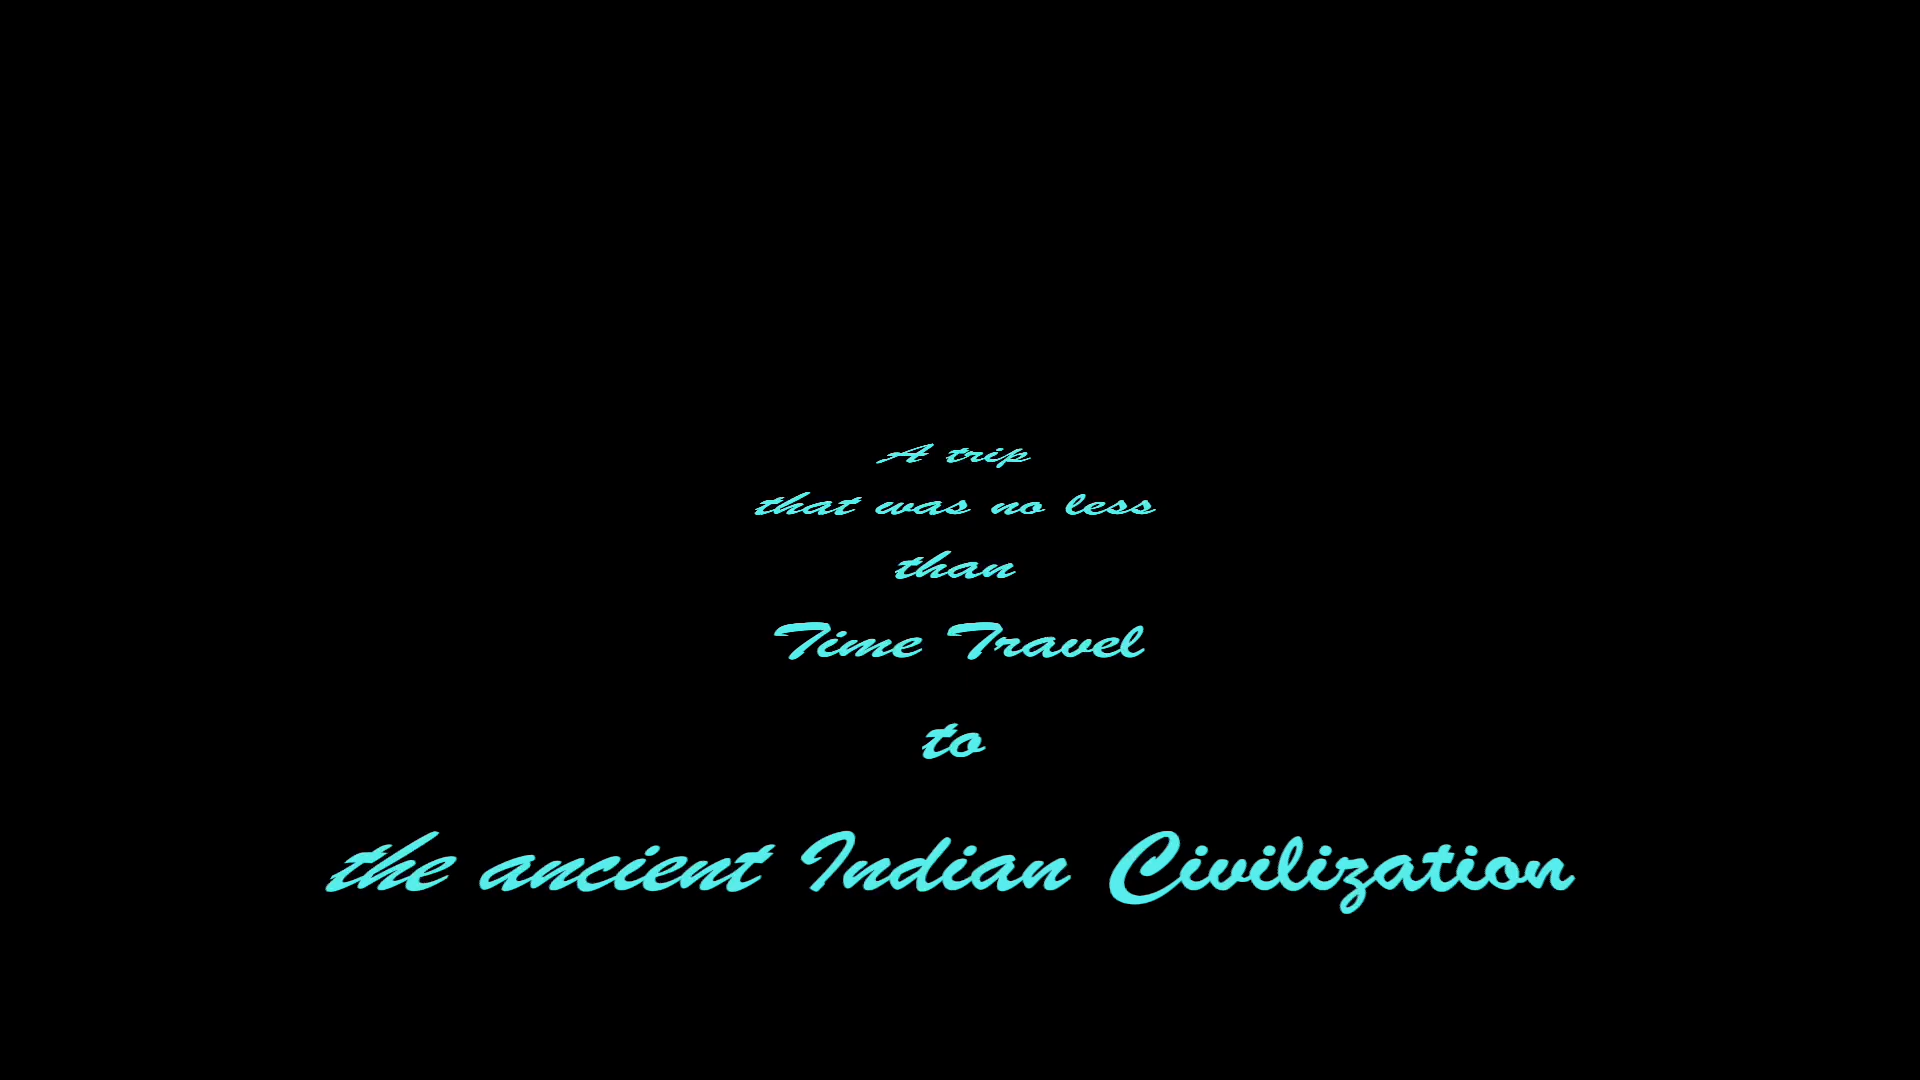 A trip
that was no less
than
Time Travel
to
the ancient Indian Civilization